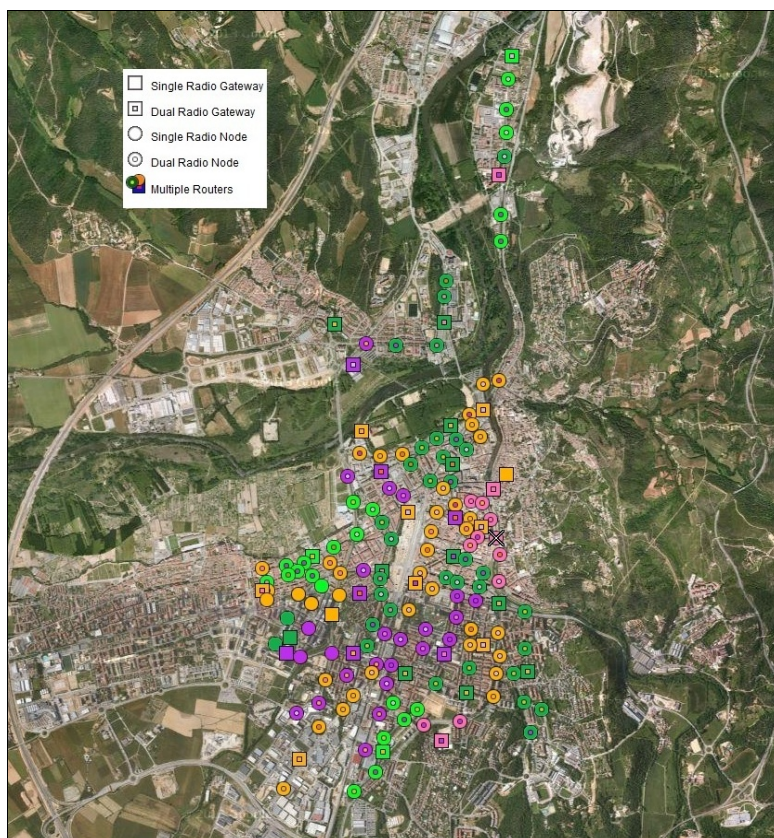 Single Radio Gateway
Dual Radio Gateway
Single Radio Node
Dual Radio Node
Multiple Routers